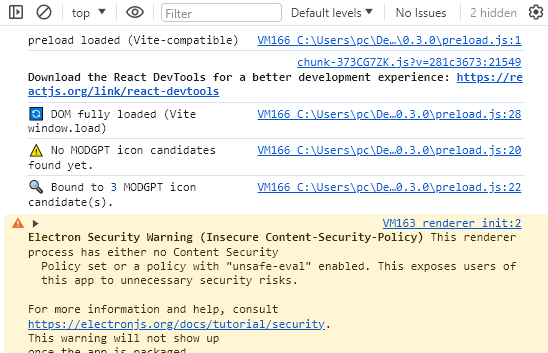 top
Filter
Default levels
No Issues
2 hidden
preload loaded (Vite-compatible) VM166 C:\Users\pc\De…\0.3.0\preload.js:1
chunk-373CG7ZK.js?v=281c3673:21549
Download the React DevTools for a better development experience: https://re
actjs.org/link/react-devtools
🔄 DOM fully loaded (Vite VM166 C:\Users\pc\De…0.3.0\preload.js:28
window.load)
⚠️ No MODGPT icon candidates VM166 C:\Users\pc\De…0.3.0\preload.js:20
found yet.
🔍 Bound to 3 MODGPT icon VM166 C:\Users\pc\De…0.3.0\preload.js:22
candidate(s).
VM163 renderer_init:2
Electron Security Warning (Insecure Content-Security-Policy) This renderer
process has either no Content Security
Policy set or a policy with "unsafe-eval" enabled. This exposes users of
this app to unnecessary security risks.
For more information and help, consult
https://electronjs.org/docs/tutorial/security.
This warning will not show up
once the app is packaged.